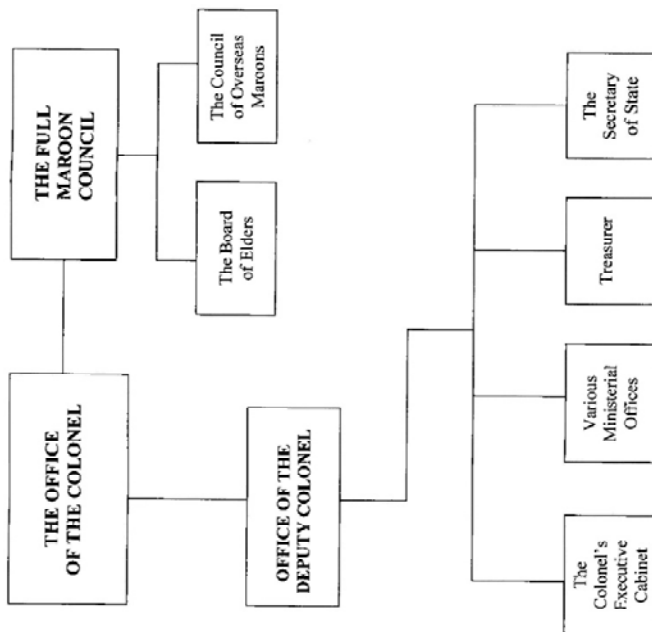 THE OFFICE
OF THE COLONEL
THE FULL
MAROON
COUNCIL
The Board
of Elders
The Council
of Overseas
Maroons
OFFICE OF THE
DEPUTY COLONEL
The
Colonel's
Executive
Cabinet
Various
Ministerial
Offices
Treasurer
The
Secretary
of State